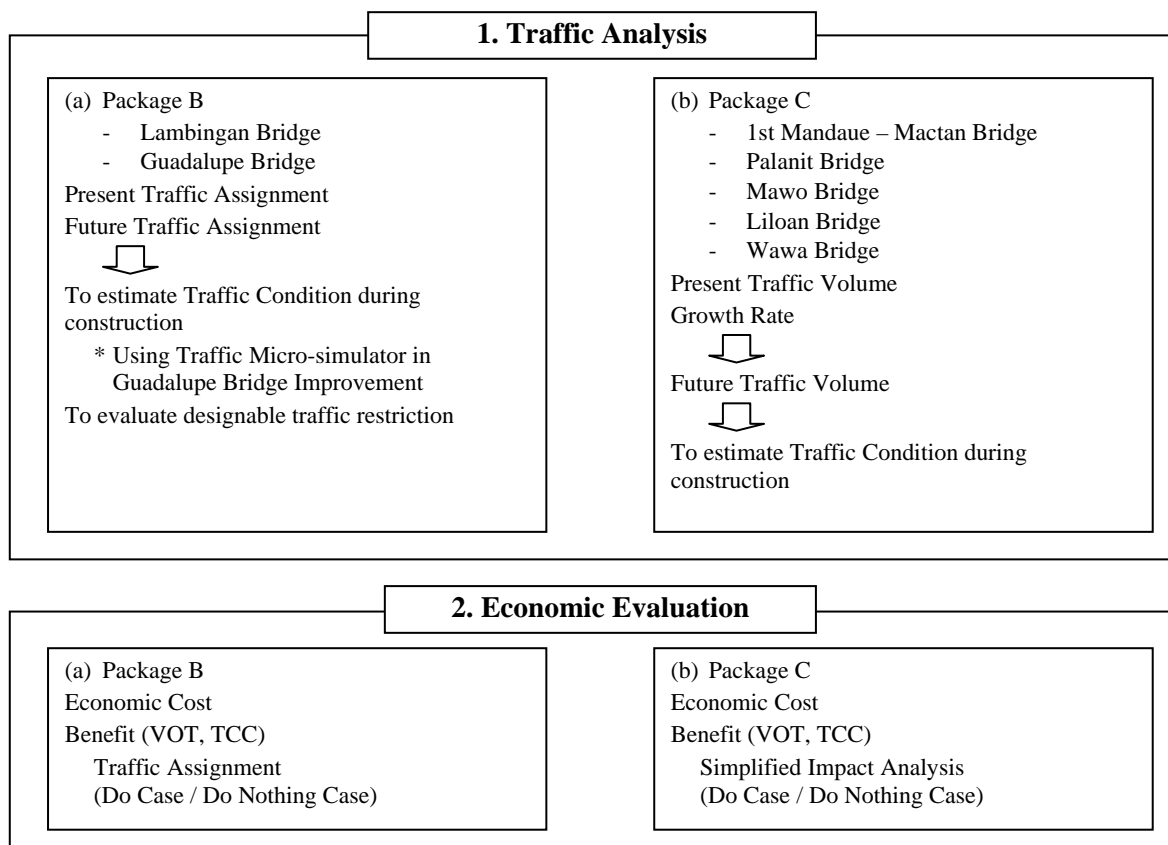 1. Traffic Analysis
(a) Package B
- Lambingan Bridge
- Guadalupe Bridge
Present Traffic Assignment
Future Traffic Assignment
To estimate Traffic Condition during
construction
* Using Traffic Micro-simulator in
Guadalupe Bridge Improvement
To evaluate designable traffic restriction
(b) Package C
- 1st Mandaue – Mactan Bridge
- Palanit Bridge
- Mawo Bridge
- Liloan Bridge
- Wawa Bridge
Present Traffic Volume
Growth Rate
Future Traffic Volume
To estimate Traffic Condition during
construction
2. Economic Evaluation
(a) Package B
Economic Cost
Benefit (VOT, TCC)
Traffic Assignment
(Do Case / Do Nothing Case)
(b) Package C
Economic Cost
Benefit (VOT, TCC)
Simplified Impact Analysis
(Do Case / Do Nothing Case)